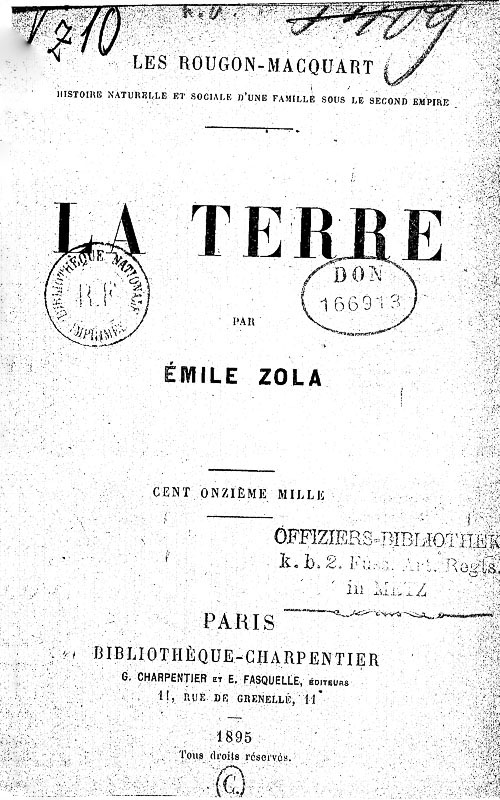 Z10
LES ROUGON-MACQUART
HISTOIRE NATURELLE ET SOCIALE D'UNE FAMILLE SOUS LE SECOND EMPIRE
LA TERRE
BIBLIOTHÈQUE NATIONALE
R.F
IMPRIMÉS
DON
166913
PAR
ÉMILE ZOLA
CENT ONZIÈME MILLE
OFFIZIERS-BIBLIOTHEK
k. b. 2. Fuss. Art. Regts.
in METZ
PARIS
BIBLIOTHÈQUE-CHARPENTIER
G. CHARPENTIER ET E. FASQUELLE, ÉDITEURS
11, RUE DE GRENELLE, 11
1895
Tous droits réservés.
C.